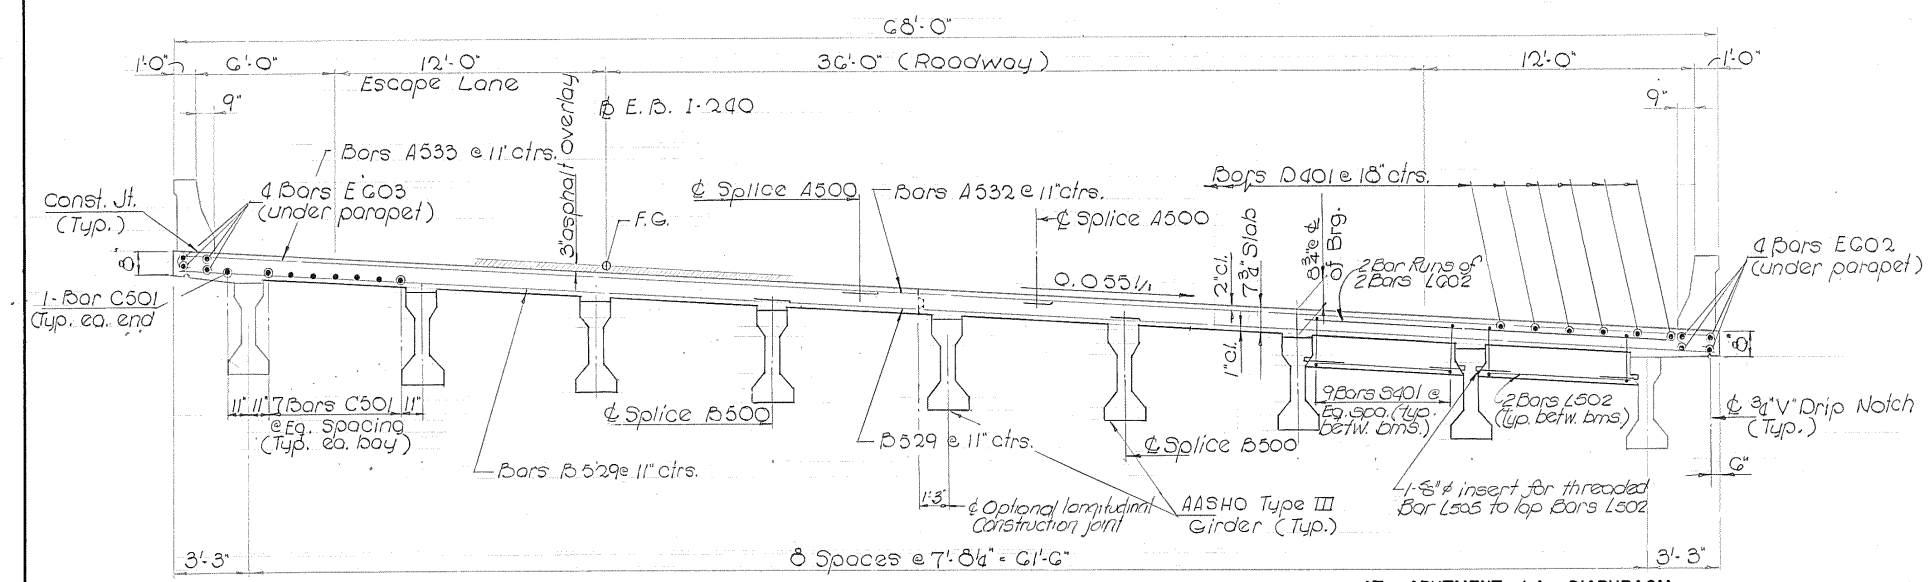 68'-0"
1'-0"
6'-0"
12'-0"
36'-0" (Roadway)
12'-0"
1'-0"
Escape Lane
9"
3" asphalt overlay
E.B. I-240
9"
Bars A533 @ 11" ctrs.
Bars D401 @ 18" ctrs.
4 Bars E603
(under parapet)
℄ Splice A500
Bars A532 @ 11" ctrs.
Const. Jt.
(Typ.)
F.G.
℄ Splice A500
4 Bars E602
(under parapet)
8"
2" Cl.
7¾" Slab
8¾" @ ℄
of Brg.
2 Bar Runs of
2 Bars L602
0.055 1/1
1-Bar C501
(Typ. ea. end
8"
1" Cl.
11"
11"
7 Bars C501
11"
@ Eq. Spacing
(Typ. ea. bay)
℄ Splice B500
9 Bars S401 @
Eq. spa. (typ.
betw. bms.)
2 Bars L502
(typ. betw. bms.)
℄ ¾" "V" Drip Notch
(Typ.)
B529 @ 11" ctrs.
℄ Splice B500
Bars B529 @ 11" ctrs.
6"
1'-3"
℄ Optional longitudinal
Construction joint
AASHO Type III
Girder (Typ.)
1-⅝" ϕ insert for threaded
Bar L505 to lap Bars L502
3'-3"
8 Spaces @ 7'-8¼" = 61'-6"
3'-3"